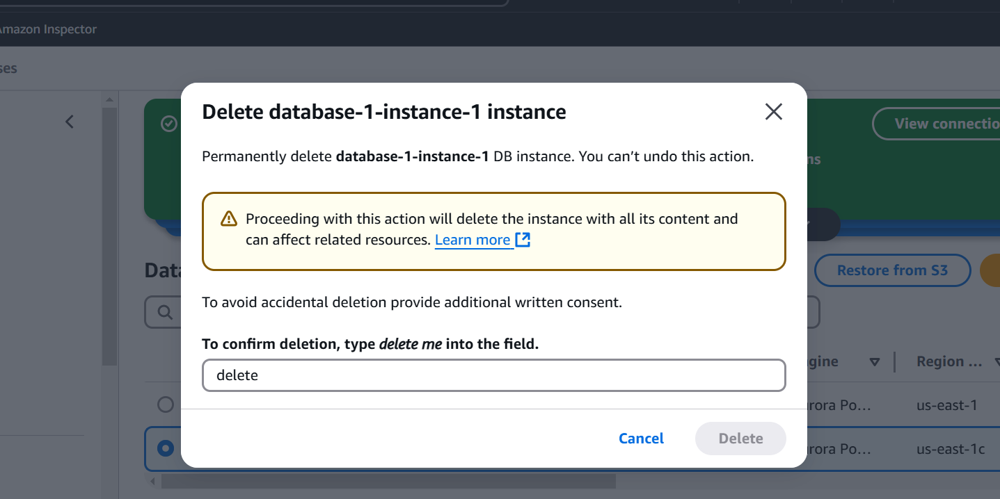 Amazon Inspector
ses
Delete database-1-instance-1 instance
View connectio
Permanently delete database-1-instance-1 DB instance. You can’t undo this action.
ns
Proceeding with this action will delete the instance with all its content and
can affect related resources. Learn more
Data
Restore from S3
To avoid accidental deletion provide additional written consent.
To confirm deletion, type delete me into the field.
delete
gine
Region ...
rora Po…
us-east-1
Cancel
Delete
rora Po…
us-east-1c